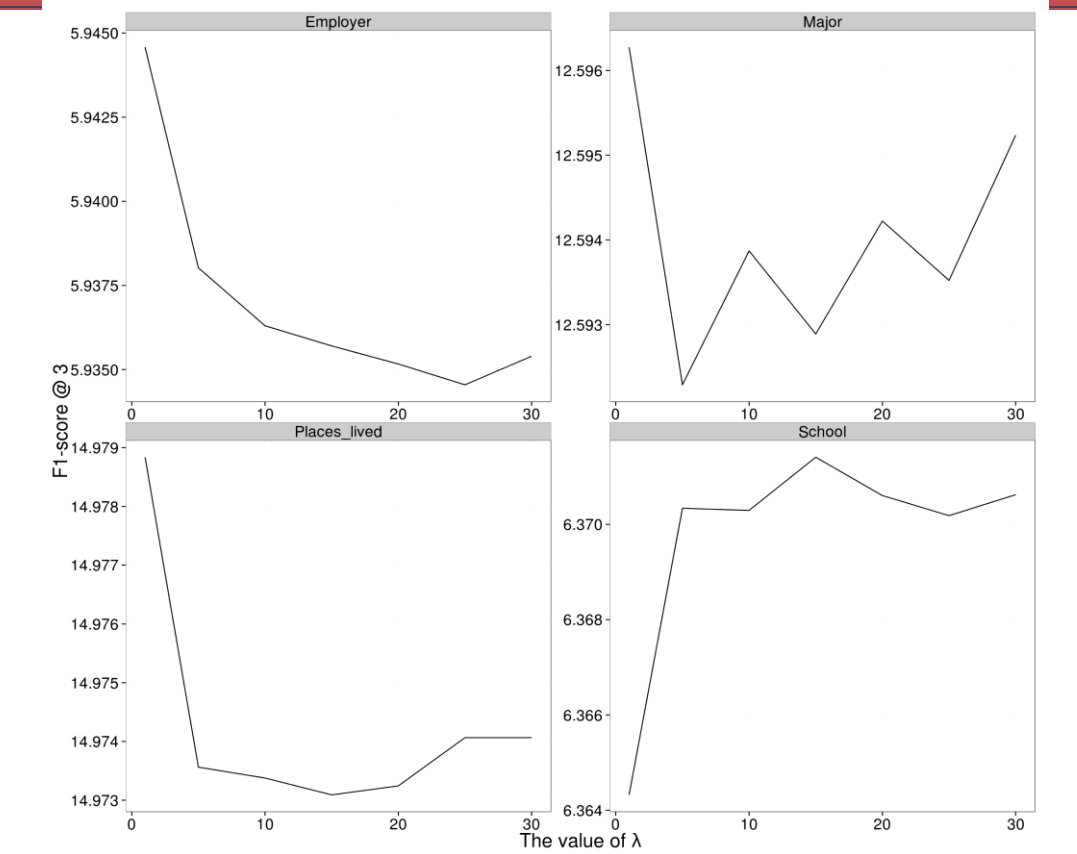 Employer
5.9450
5.9425
5.9400
5.9375
5.9350
0 10 20 30
Major
12.596
12.595
12.594
12.593
0 10 20 30
F1-score @ 3
Places_lived
14.979
14.978
14.977
14.976
14.975
14.974
14.973
0 10 20 30
School
6.370
6.368
6.366
6.364
0 10 20 30
The value of λ